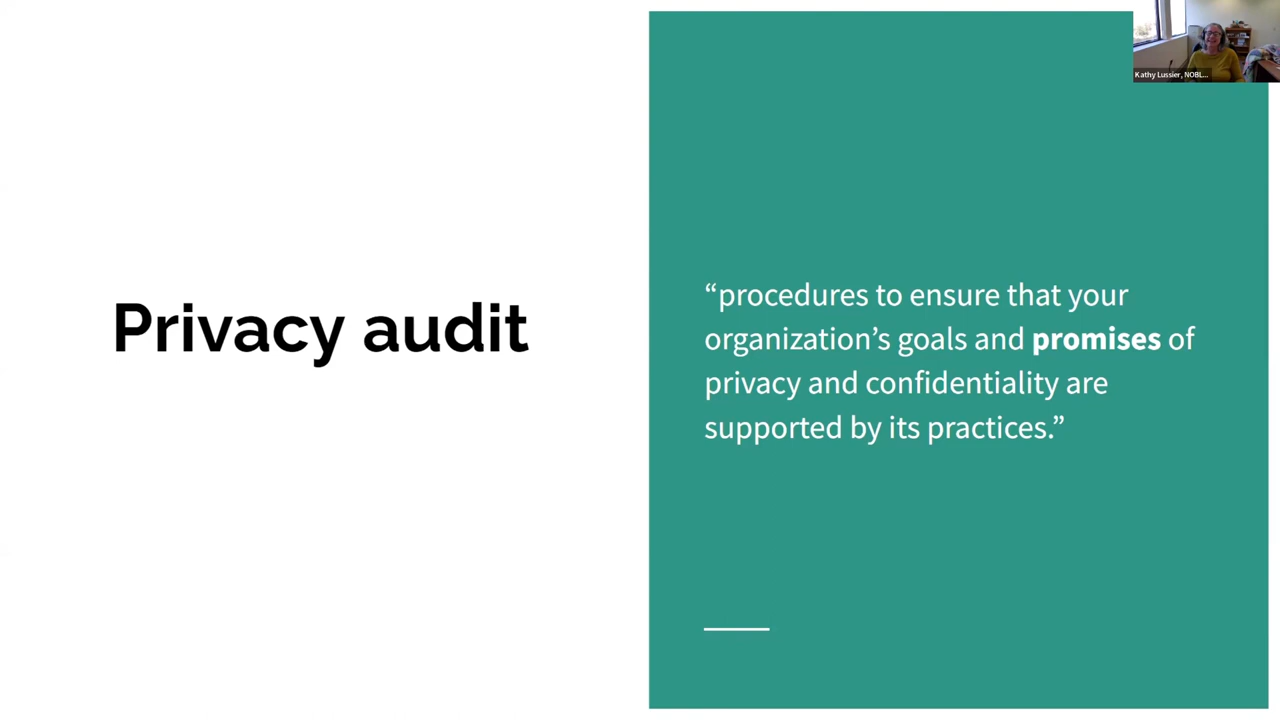 Kathy Lussier, NOBL...
Privacy audit
“procedures to ensure that your
organization’s goals and promises of
privacy and confidentiality are
supported by its practices.”